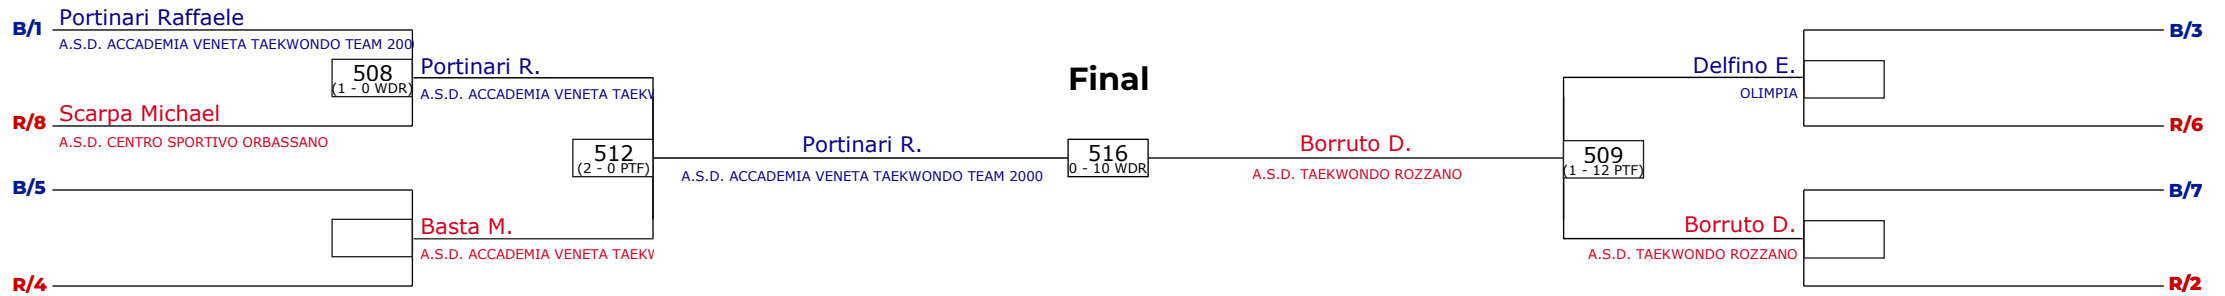 B/1
Portinari Raffaele
A.S.D. ACCADEMIA VENETA TAEKWONDO TEAM 200
508
(1 - 0 WDR)
R/8
Scarpa Michael
A.S.D. CENTRO SPORTIVO ORBASSANO
Portinari R.
A.S.D. ACCADEMIA VENETA TAEKW
512
(2 - 0 PTF)
B/5
R/4
Basta M.
A.S.D. ACCADEMIA VENETA TAEKW
Portinari R.
A.S.D. ACCADEMIA VENETA TAEKWONDO TEAM 2000
Final
516
0 - 10 WDR
Borruto D.
A.S.D. TAEKWONDO ROZZANO
509
(1 - 12 PTF)
Delfino E.
OLIMPIA
B/3
R/6
Borruto D.
A.S.D. TAEKWONDO ROZZANO
B/7
R/2